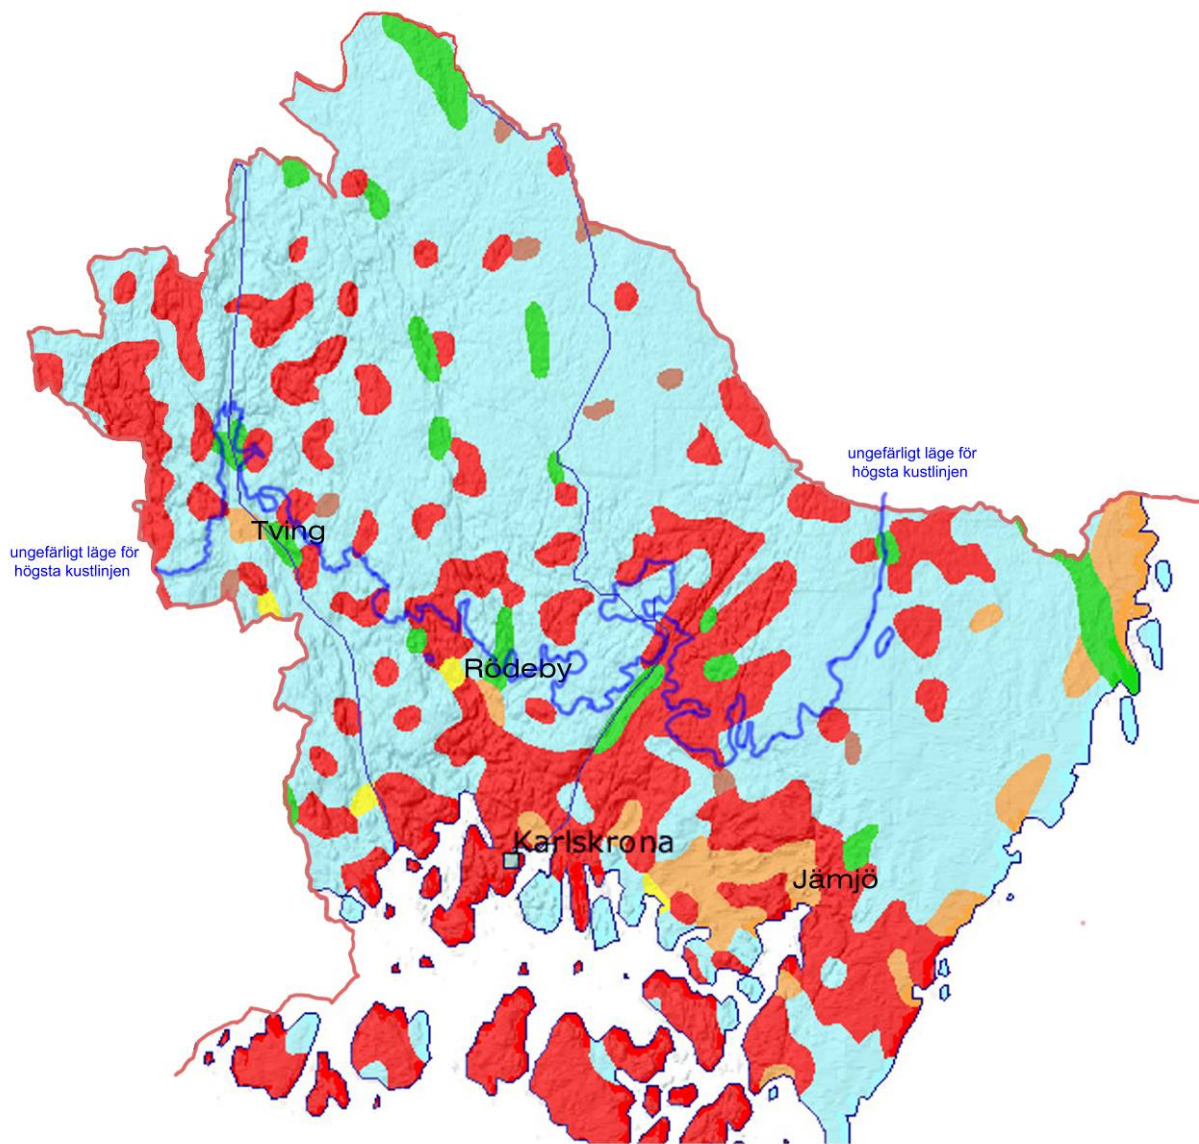 ungefärligt läge för
högsta kustlinjen
Tving
ungefärligt läge för
högsta kustlinjen
Rödeby
Karlskrona
Jämjö